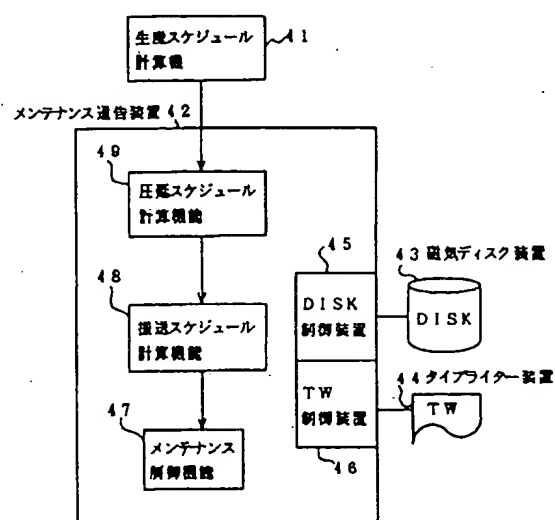 生産スケジュール
計算機
41
メンテナンス通告装置 42
49
圧延スケジュール
計算機能
48
搬送スケジュール
計算機能
47
メンテナンス
制御機能
45
DISK
制御装置
TW
制御装置
46
43 磁気ディスク装置
DISK
44 タイプライター装置
TW